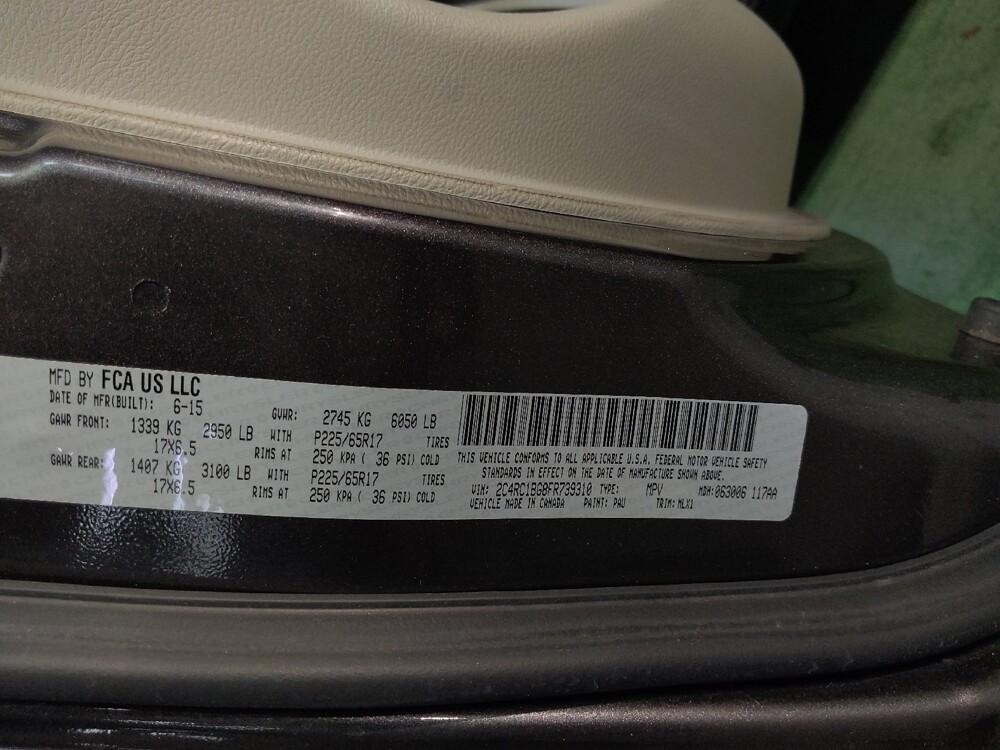 MFD BY FCA US LLC
DATE OF MFR(BUILT): 6-15 GVWR: 2745 KG 6050 LB
GAWR FRONT: 1339 KG 2950 LB WITH P225/65R17 TIRES
17X6.5 RIMS AT 250 KPA ( 36 PSI) COLD
GAWR REAR: 1407 KG 3100 LB WITH P225/65R17 TIRES
17X6.5 RIMS AT 250 KPA ( 36 PSI) COLD
THIS VEHICLE CONFORMS TO ALL APPLICABLE U.S.A. FEDERAL MOTOR VEHICLE SAFETY
STANDARDS IN EFFECT ON THE DATE OF MANUFACTURE SHOWN ABOVE.
VIN: 2C4RC1BG8FR739310 TYPE: MPV MDH: 063006 117AA
VEHICLE MADE IN CANADA PAINT: PAU TRIM: MLX1